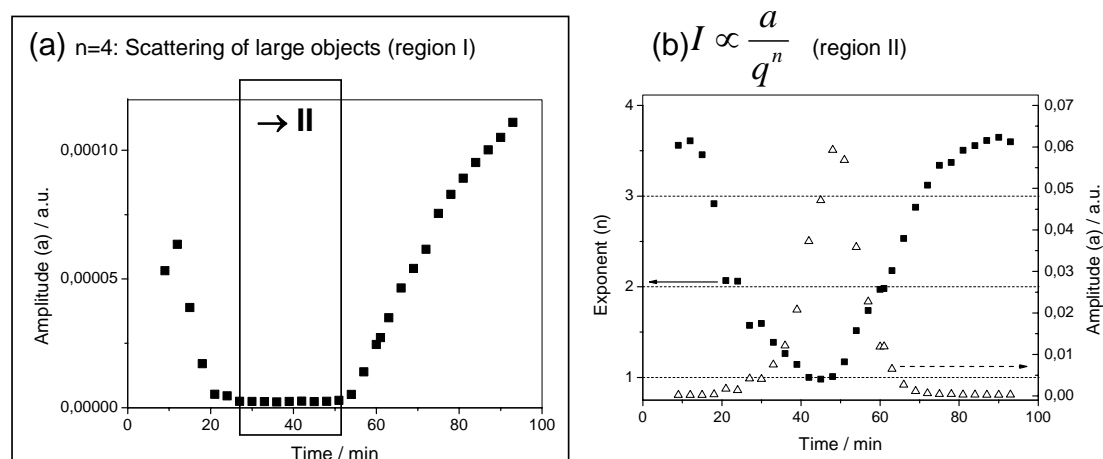 (a) n=4: Scattering of large objects (region I)
→ II
0,00010
0,00005
0,00000
Amplitude (a) / a.u.
0 20 40 60 80 100
Time / min
(b) I ∝ a / q^n (region II)
4
3
2
1
Exponent (n)
0,07
0,06
0,05
0,04
0,03
0,02
0,01
0,00
Amplitude (a) / a.u.
0 20 40 60 80 100
Time / min